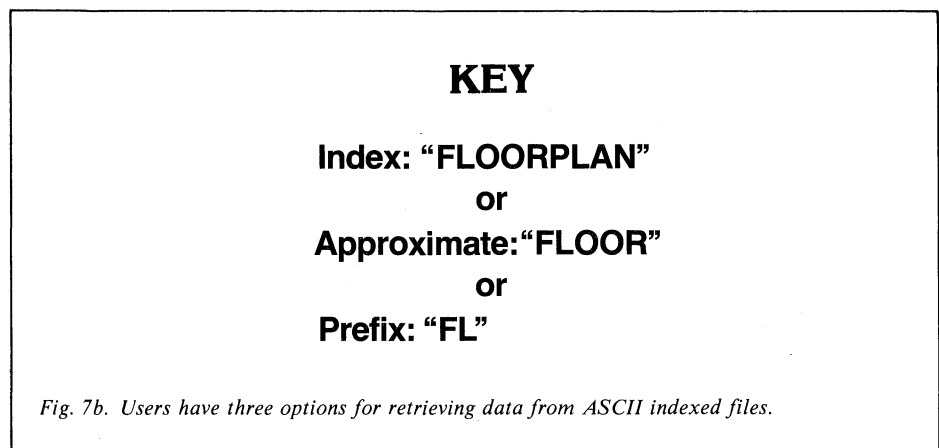 KEY
Index: “FLOORPLAN”
or
Approximate:“FLOOR”
or
Prefix: “FL”
Fig. 7b. Users have three options for retrieving data from ASCII indexed files.